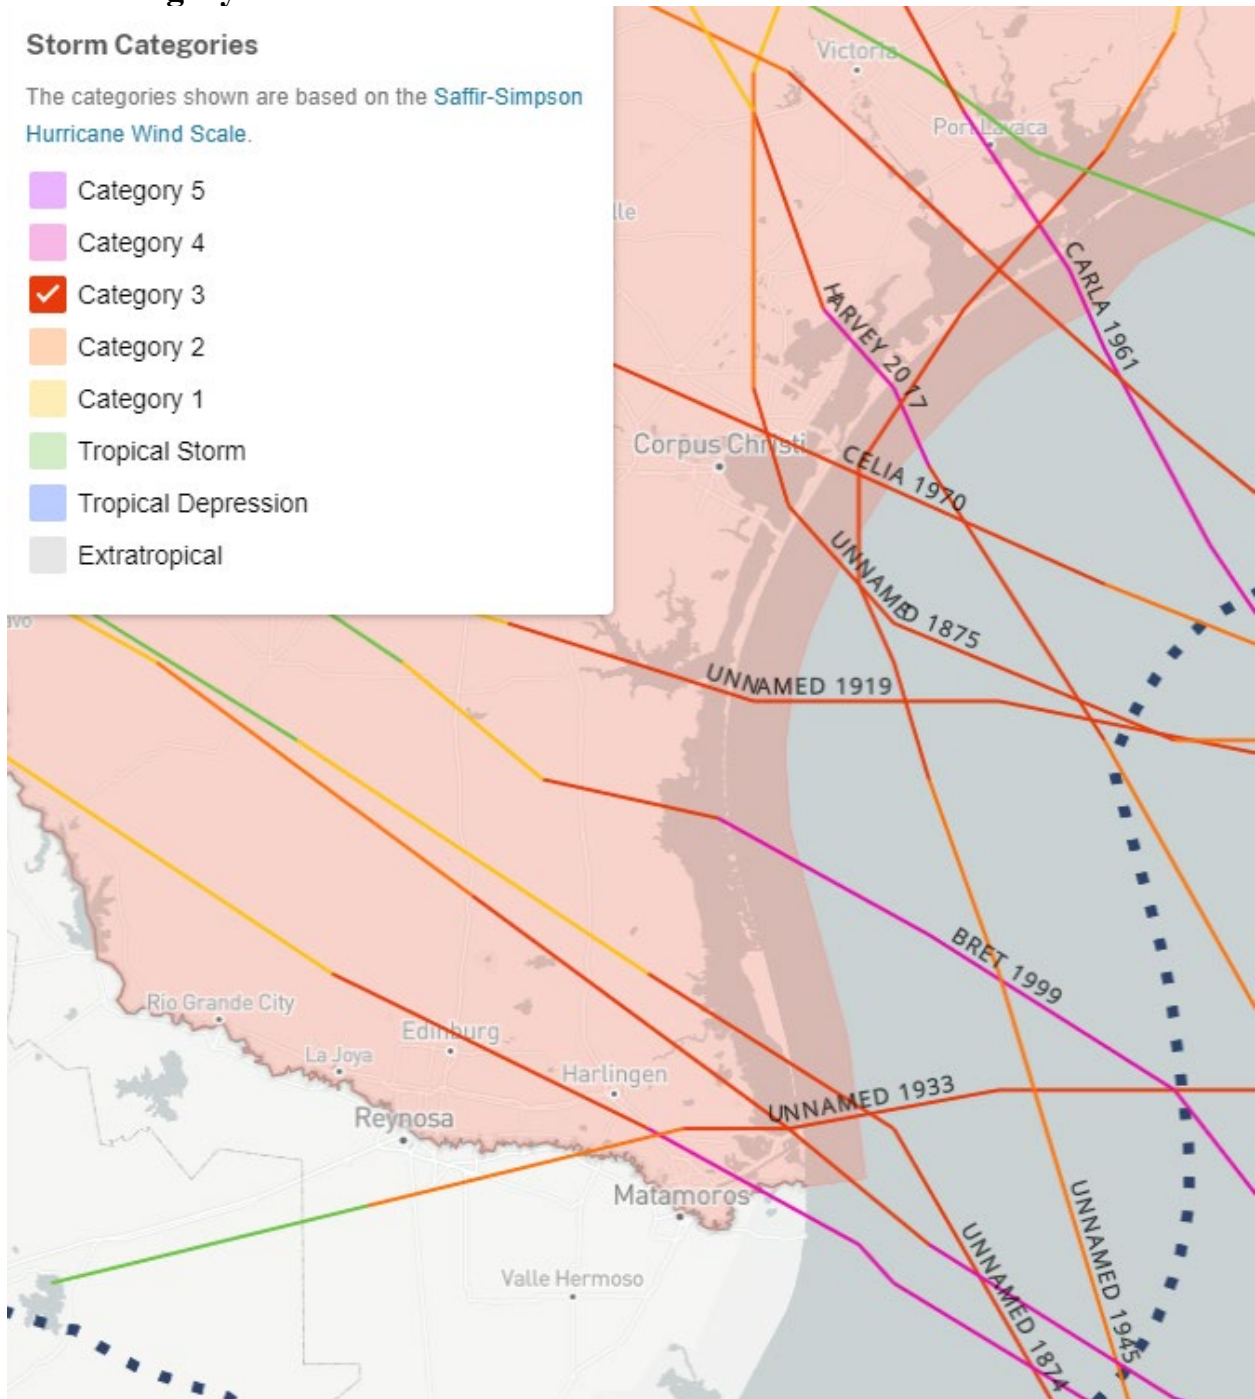 Storm Categories
The categories shown are based on the Saffir-Simpson
Hurricane Wind Scale.
Category 5
Category 4
Category 3
Category 2
Category 1
Tropical Storm
Tropical Depression
Extratropical
Victoria
Port Lavaca
CARLA 1961
HARVEY 2017
Corpus Christi
CELIA 1970
UNNAMED 1875
UNNAMED 1919
BRET 1999
Rio Grande City
Edinburg
La Joya
Harlingen
UNNAMED 1933
Reynosa
Matamoros
UNNAMED 1945
UNNAMED 1874
Valle Hermoso